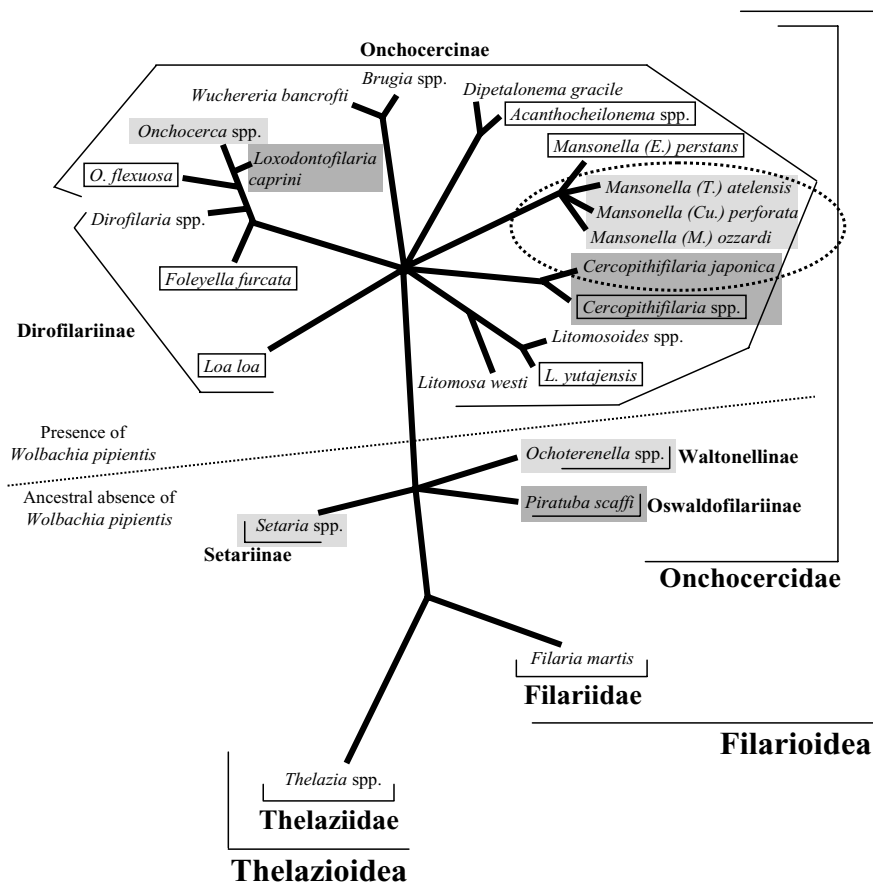 Onchocercinae
Brugia spp.
Wuchereria bancrofti
Dipetalonema gracile
Acanthocheilonema spp.
Onchocerca spp.
Mansonella (E.) perstans
Loxodontofilaria
caprini
O. flexuosa
Mansonella (T.) atelensis
Mansonella (Cu.) perforata
Dirofilaria spp.
Mansonella (M.) ozzardi
Cercopithifilaria japonica
Foleyella furcata
Cercopithifilaria spp.
Dirofilariinae
Litomosoides spp.
Loa loa
Litomosa westi
L. yutajensis
Presence of
Wolbachia pipientis
Ochoterenella spp.
Waltonellinae
Ancestral absence of
Wolbachia pipientis
Piratuba scaffi
Oswaldofilariinae
Setaria spp.
Setariinae
Onchocercidae
Filaria martis
Filariidae
Filarioidea
Thelazia spp.
Thelaziidae
Thelazioidea